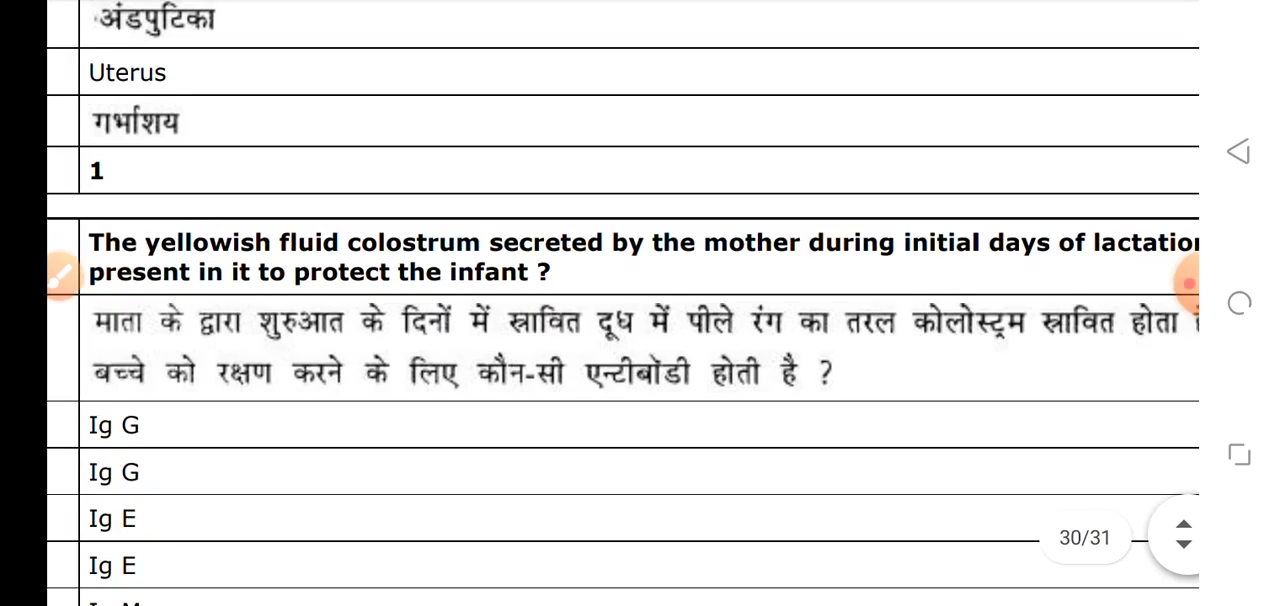 अंडपुटिका
Uterus
गर्भाशय
1
The yellowish fluid colostrum secreted by the mother during initial days of lactation
present in it to protect the infant ?
माता के द्वारा शुरुआत के दिनों में स्रावित दूध में पीले रंग का तरल कोलोस्ट्रम स्रावित होता
बच्चे को रक्षण करने के लिए कौन-सी एन्टीबॉडी होती है ?
Ig G
Ig G
Ig E
30/31
Ig E